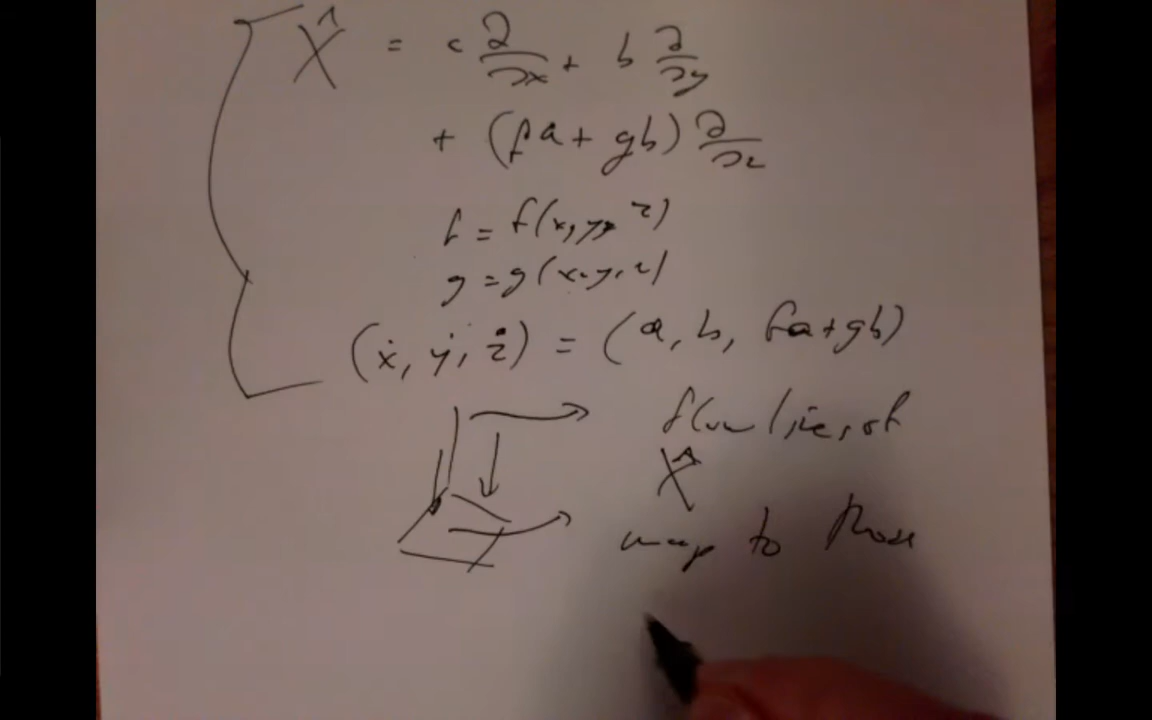 X̂ = a ∂/∂x + b ∂/∂y
+ (fa + gb) ∂/∂z
f = f(x, y, z)
g = g(x, y, z)
(ẋ, ẏ, ż) = (a, b, fa+gb)
flow lines of
X̂
map to those